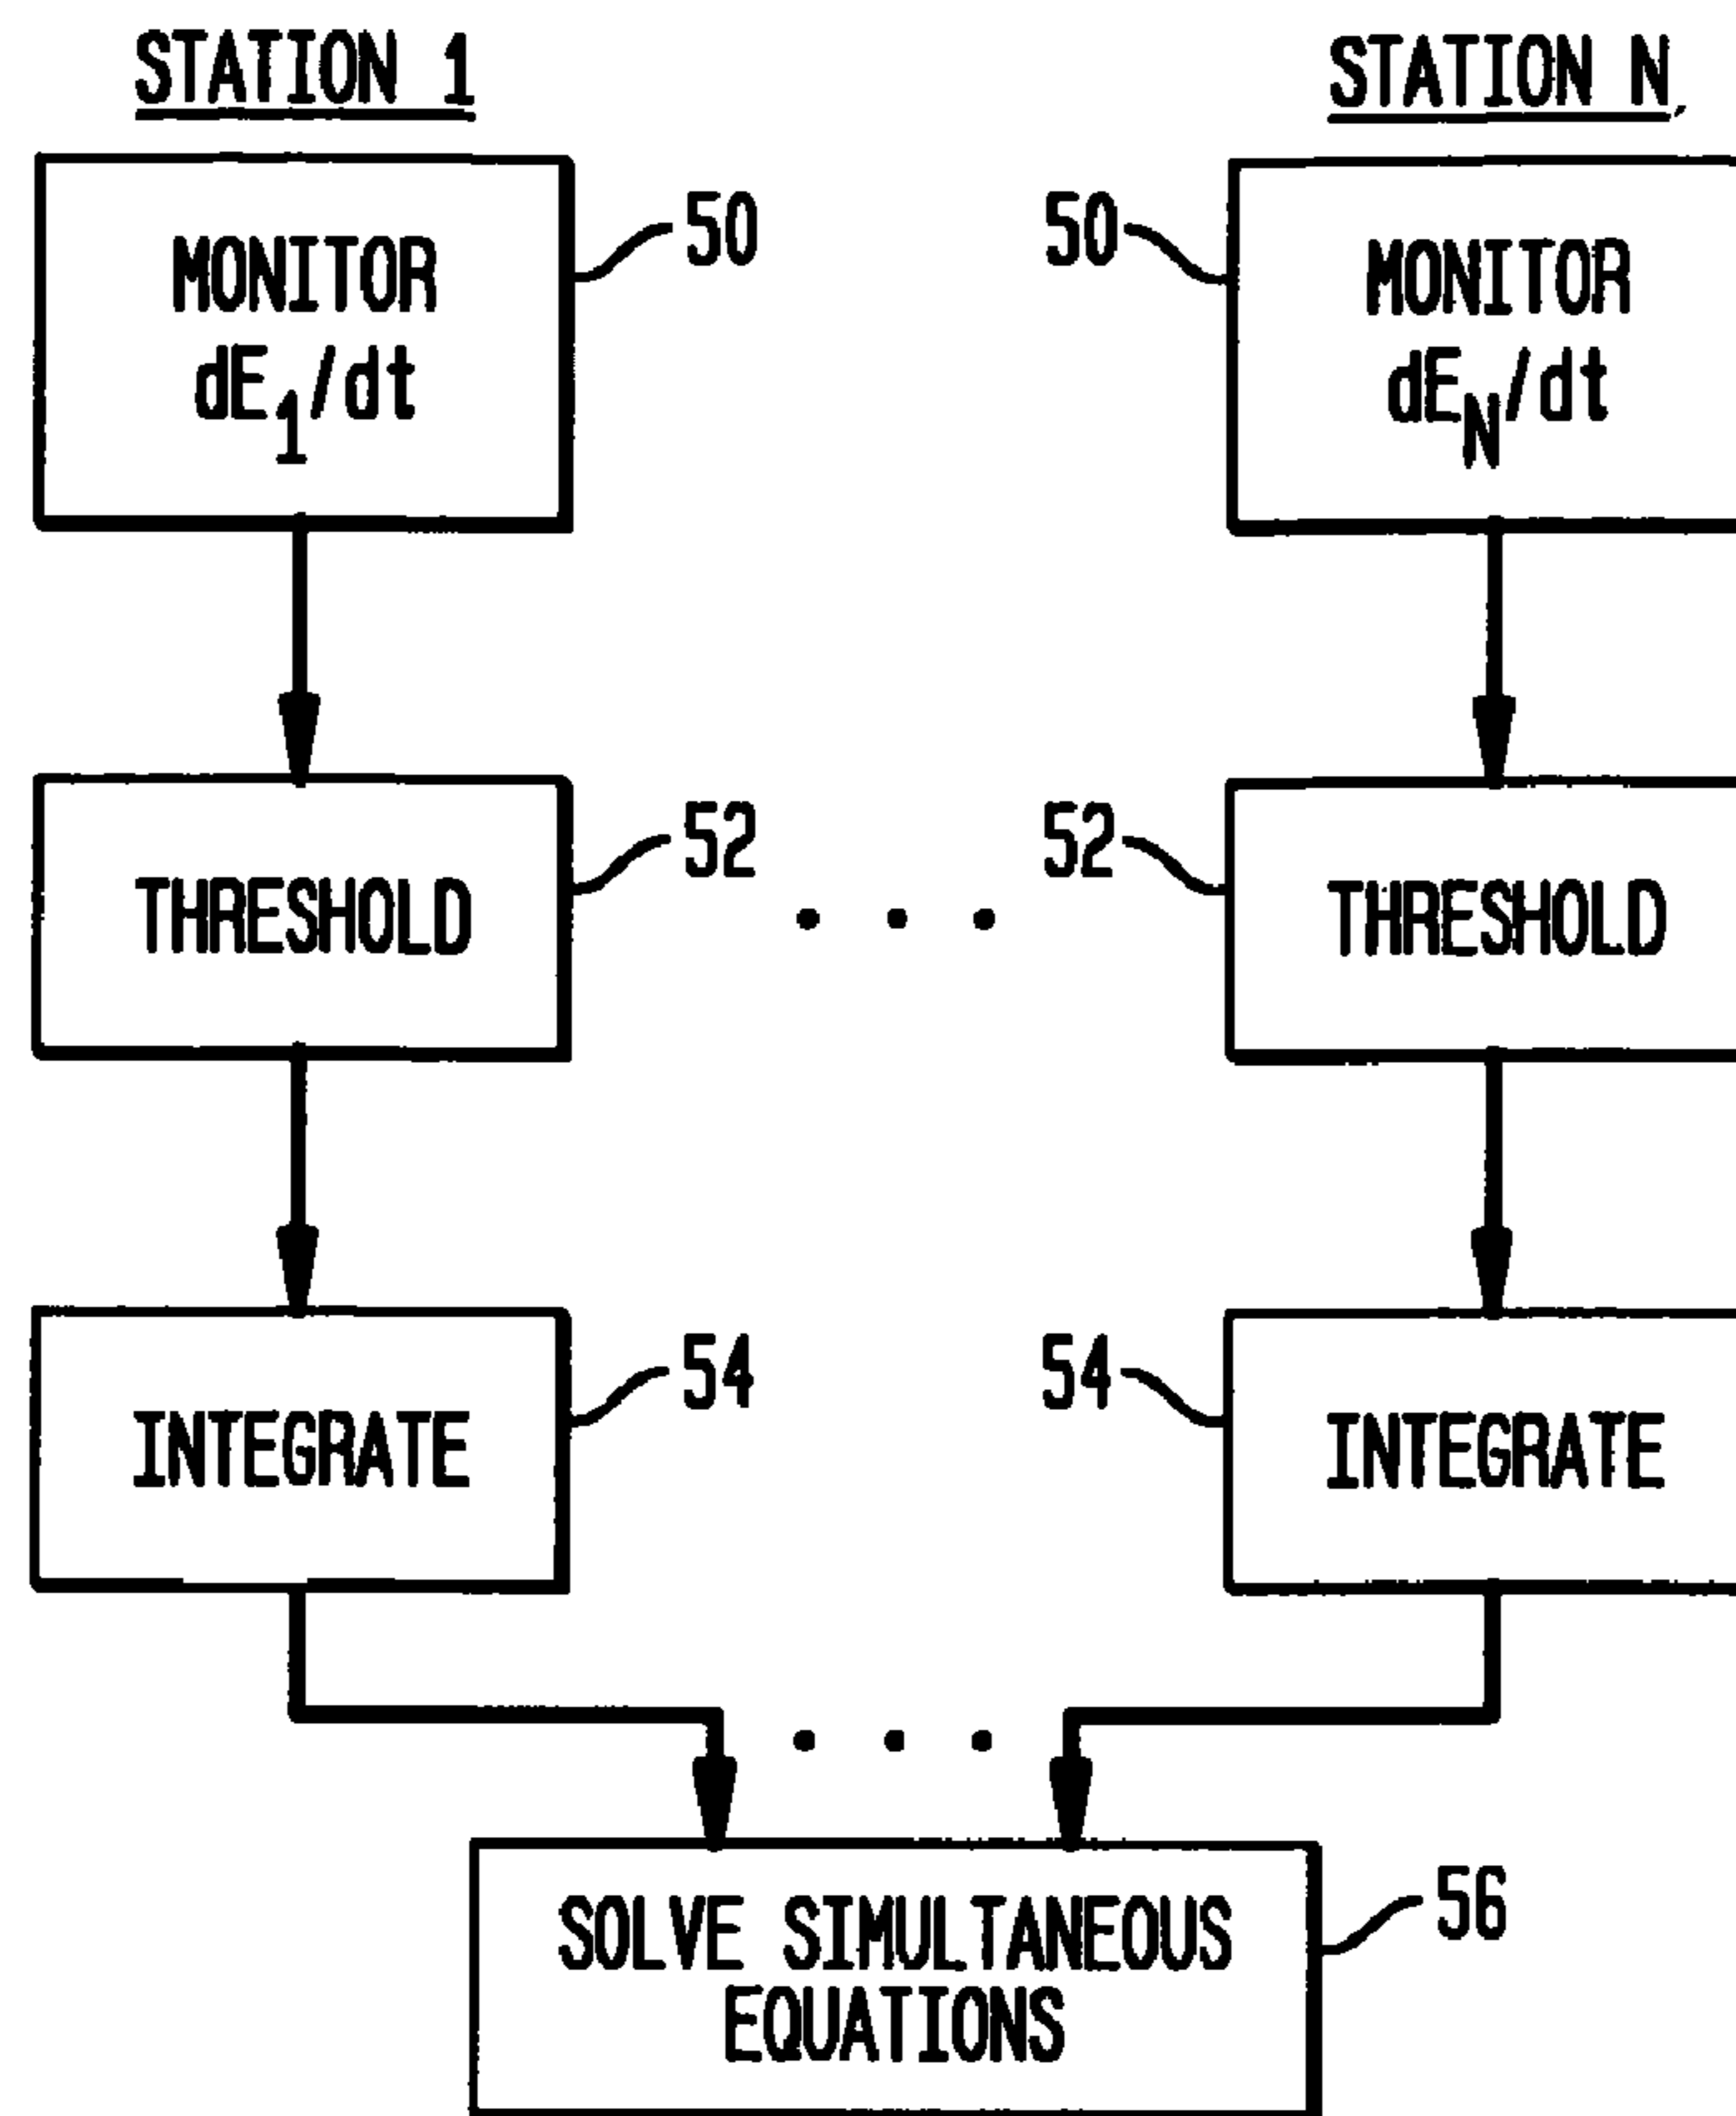 STATION 1
STATION N
MONITOR
dE1/dt
50
50
MONITOR
dEN/dt
THRESHOLD
52
52
THRESHOLD
INTEGRATE
54
54
INTEGRATE
SOLVE SIMULTANEOUS
EQUATIONS
56